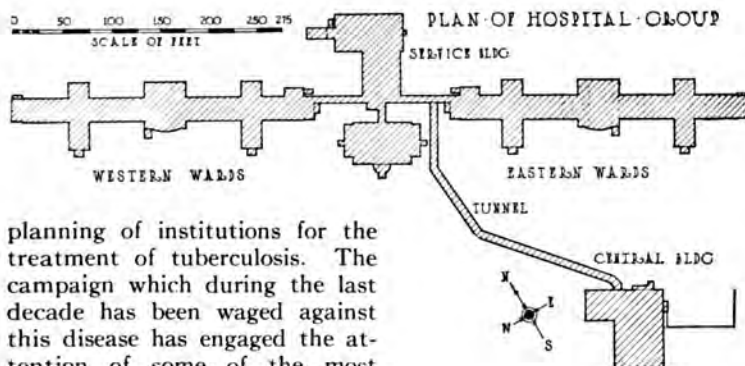 0 50 100 150 200 250 275
SCALE OF FEET
PLAN·OF HOSPITAL·GROUP
SERVICE BLDG
WESTERN WARDS
EASTERN WARDS
TUNNEL
CENTRAL BLDG
N
E
N
S
planning of institutions for the
treatment of tuberculosis. The
campaign which during the last
decade has been waged against
this disease has engaged the at-
tention of some of the most